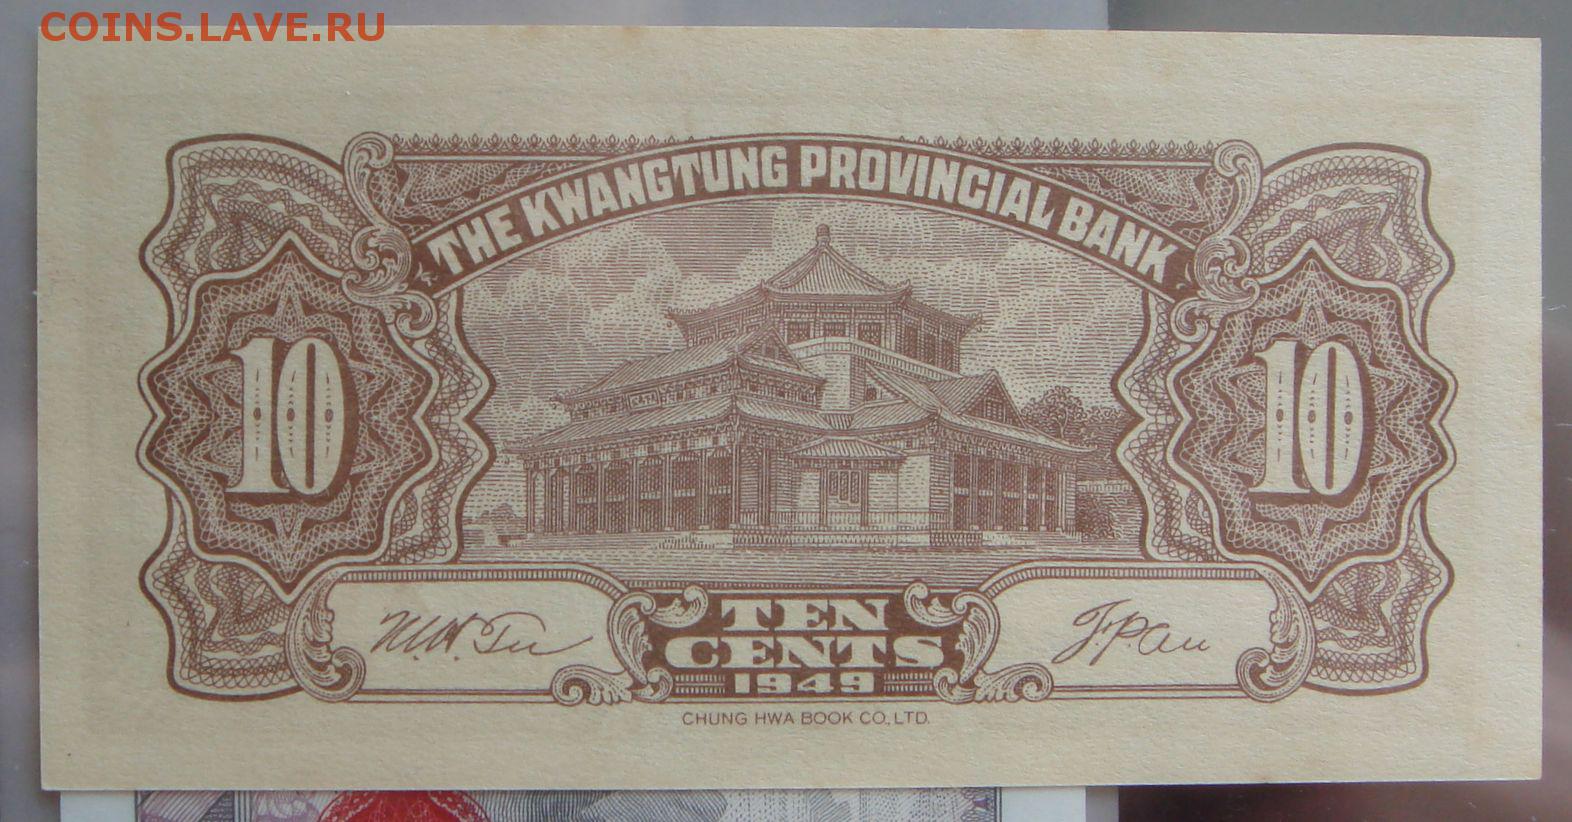 COINS.LAVE.RU
THE KWANGTUNG PROVINCIAL BANK
10
10
TEN
CENTS
1949
CHUNG HWA BOOK CO., LTD.